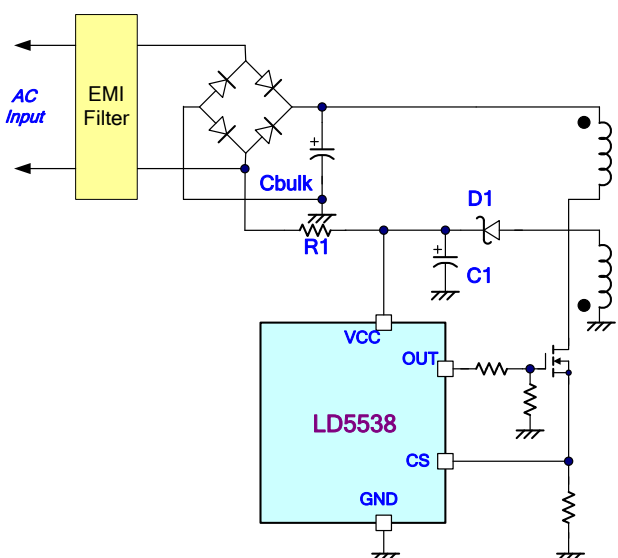 AC
Input
EMI
Filter
Cbulk
R1
D1
C1
VCC
OUT
LD5538
CS
GND